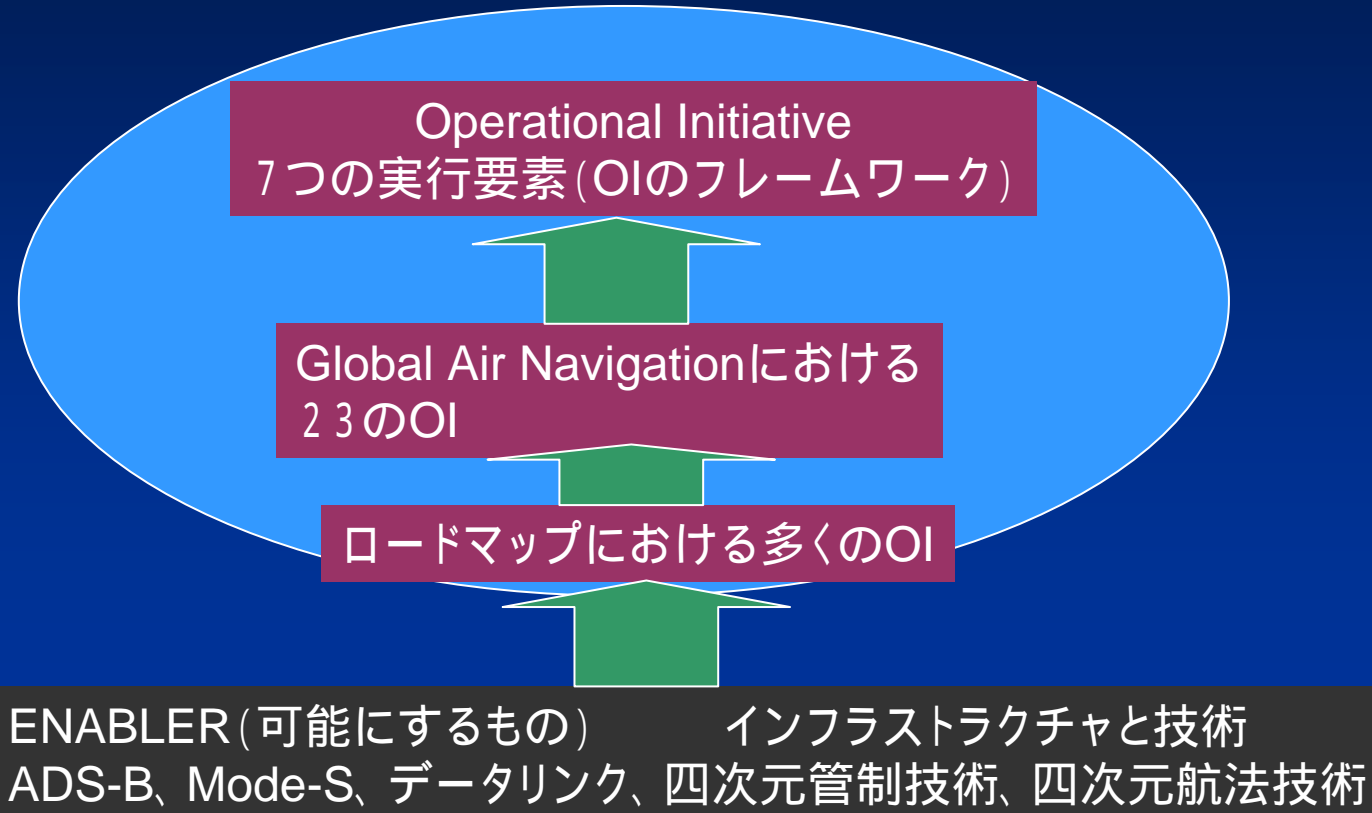 Operational Initiative
７つの実行要素(OIのフレームワーク)
Global Air Navigationにおける
２３のOI
ロードマップにおける多くのOI
ENABLER(可能にするもの)　　　インフラストラクチャと技術
ADS-B、Mode-S、データリンク、四次元管制技術、四次元航法技術